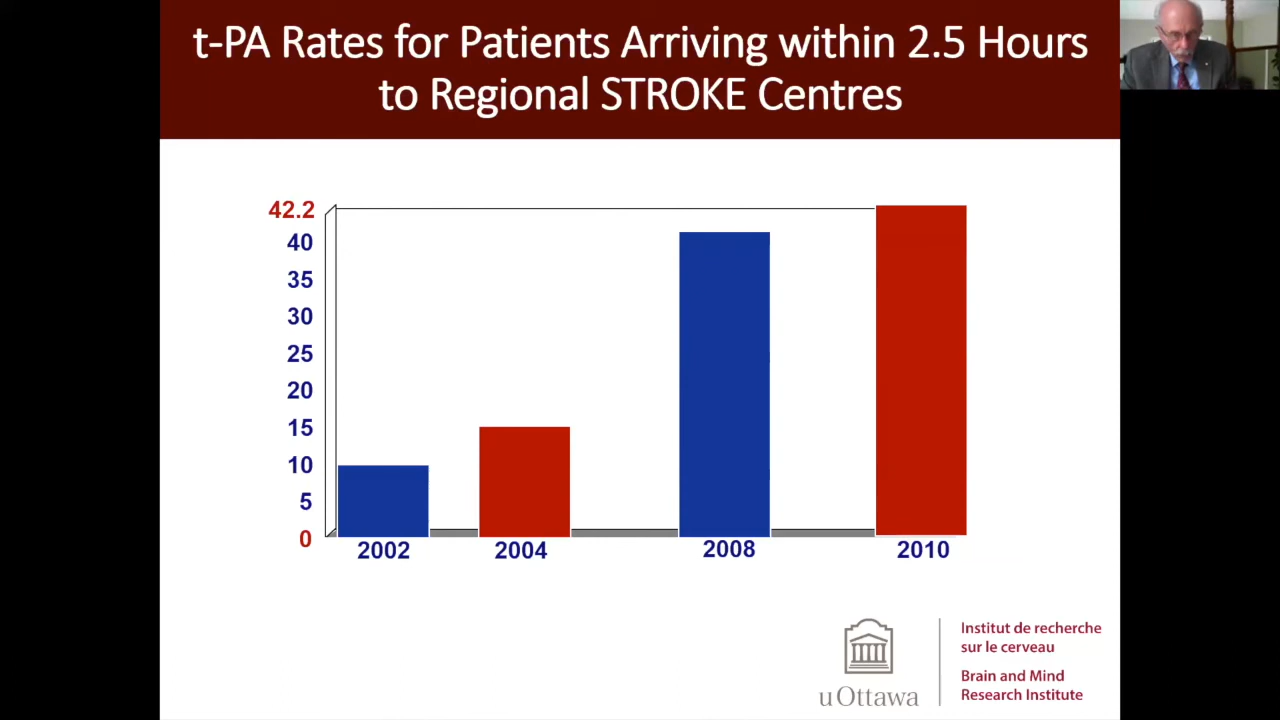 t-PA Rates for Patients Arriving within 2.5 Hours
to Regional STROKE Centres
42.2
40
35
30
25
20
15
10
5
0
2002
2004
2008
2010
uOttawa
Institut de recherche
sur le cerveau
Brain and Mind
Research Institute